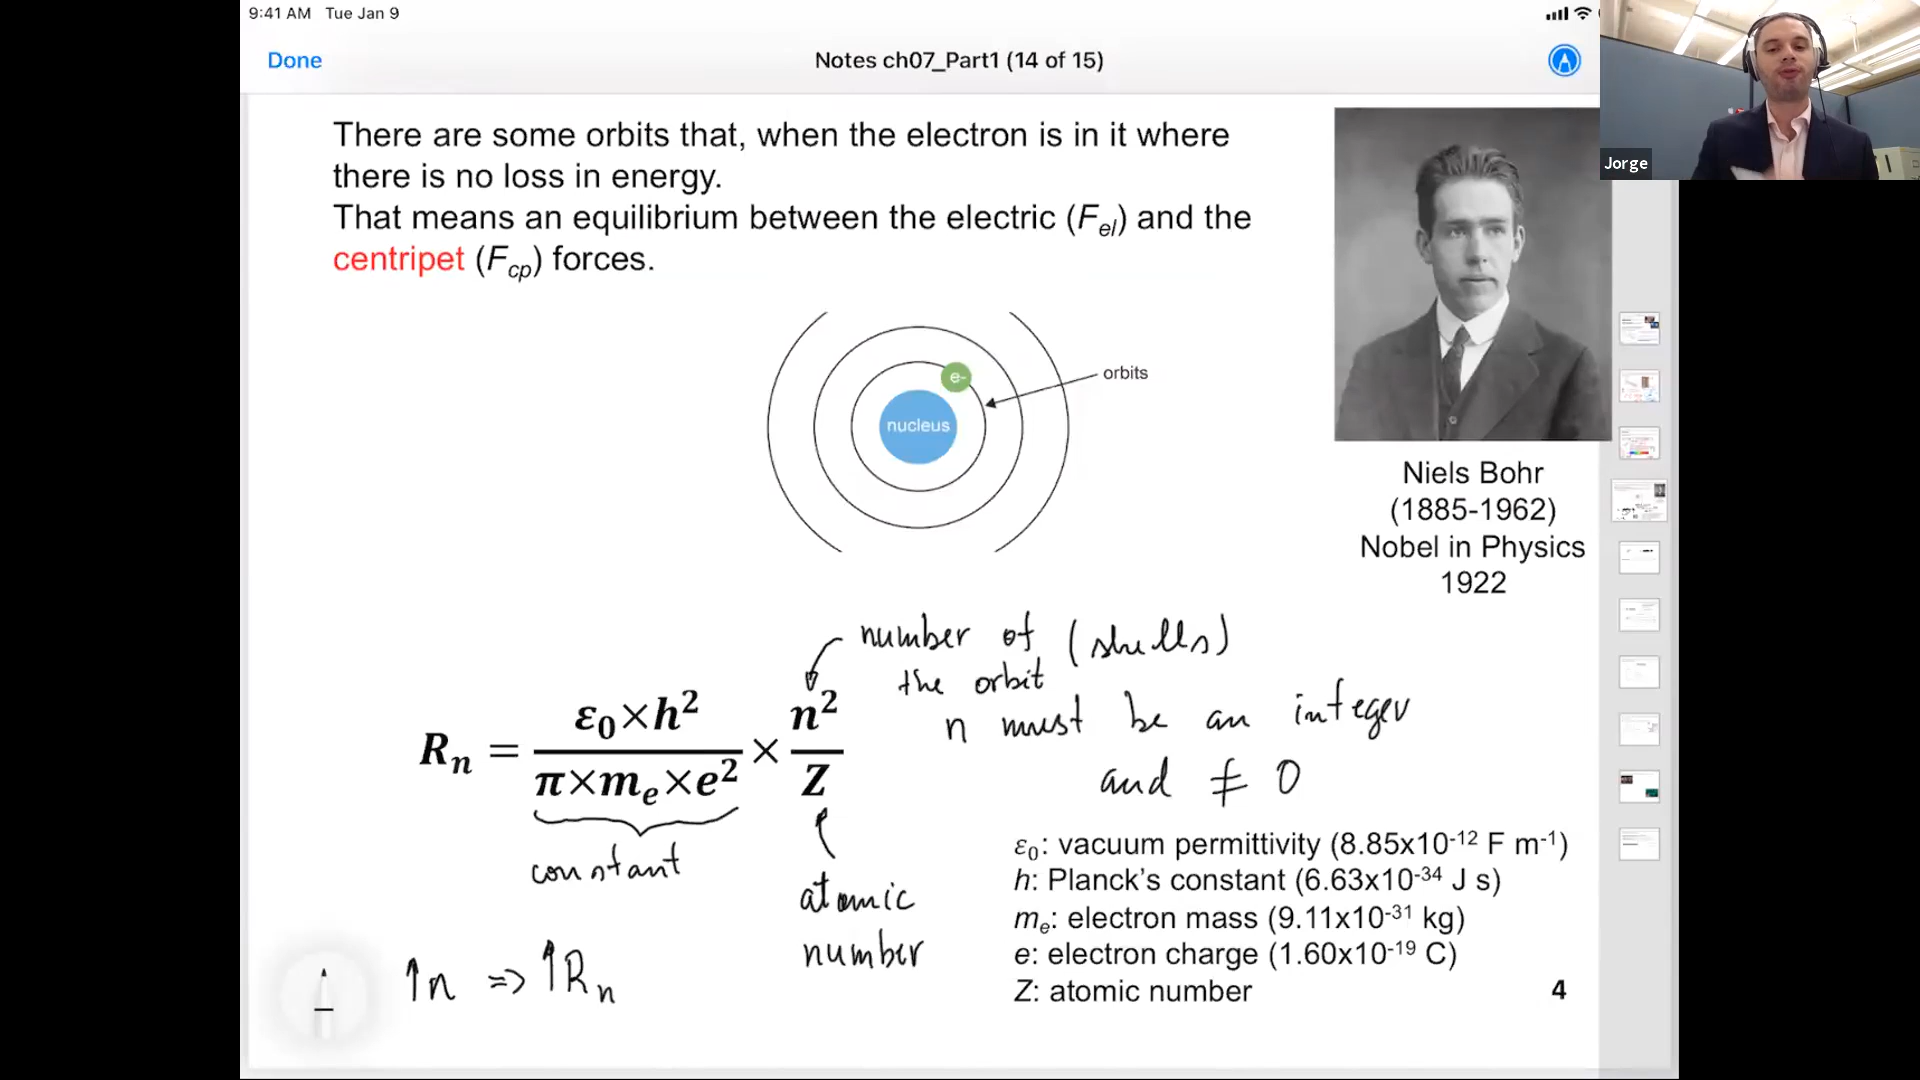 9:41 AM Tue Jan 9
Done
Notes ch07_Part1 (14 of 15)
Jorge
There are some orbits that, when the electron is in it where
there is no loss in energy.
That means an equilibrium between the electric (Fel) and the
centripet (Fcp) forces.
e-
nucleus
orbits
Niels Bohr
(1885-1962)
Nobel in Physics
1922
number of (shells)
the orbit
n must be an integer
and ≠ 0
Rn = ε₀×h² / π×mₑ×e² × n² / Z
constant
atomic
number
↑n => ↑Rn
ε₀: vacuum permittivity (8.85x10⁻¹² F m⁻¹)
h: Planck's constant (6.63x10⁻³⁴ J s)
mₑ: electron mass (9.11x10⁻³¹ kg)
e: electron charge (1.60x10⁻¹⁹ C)
Z: atomic number
4